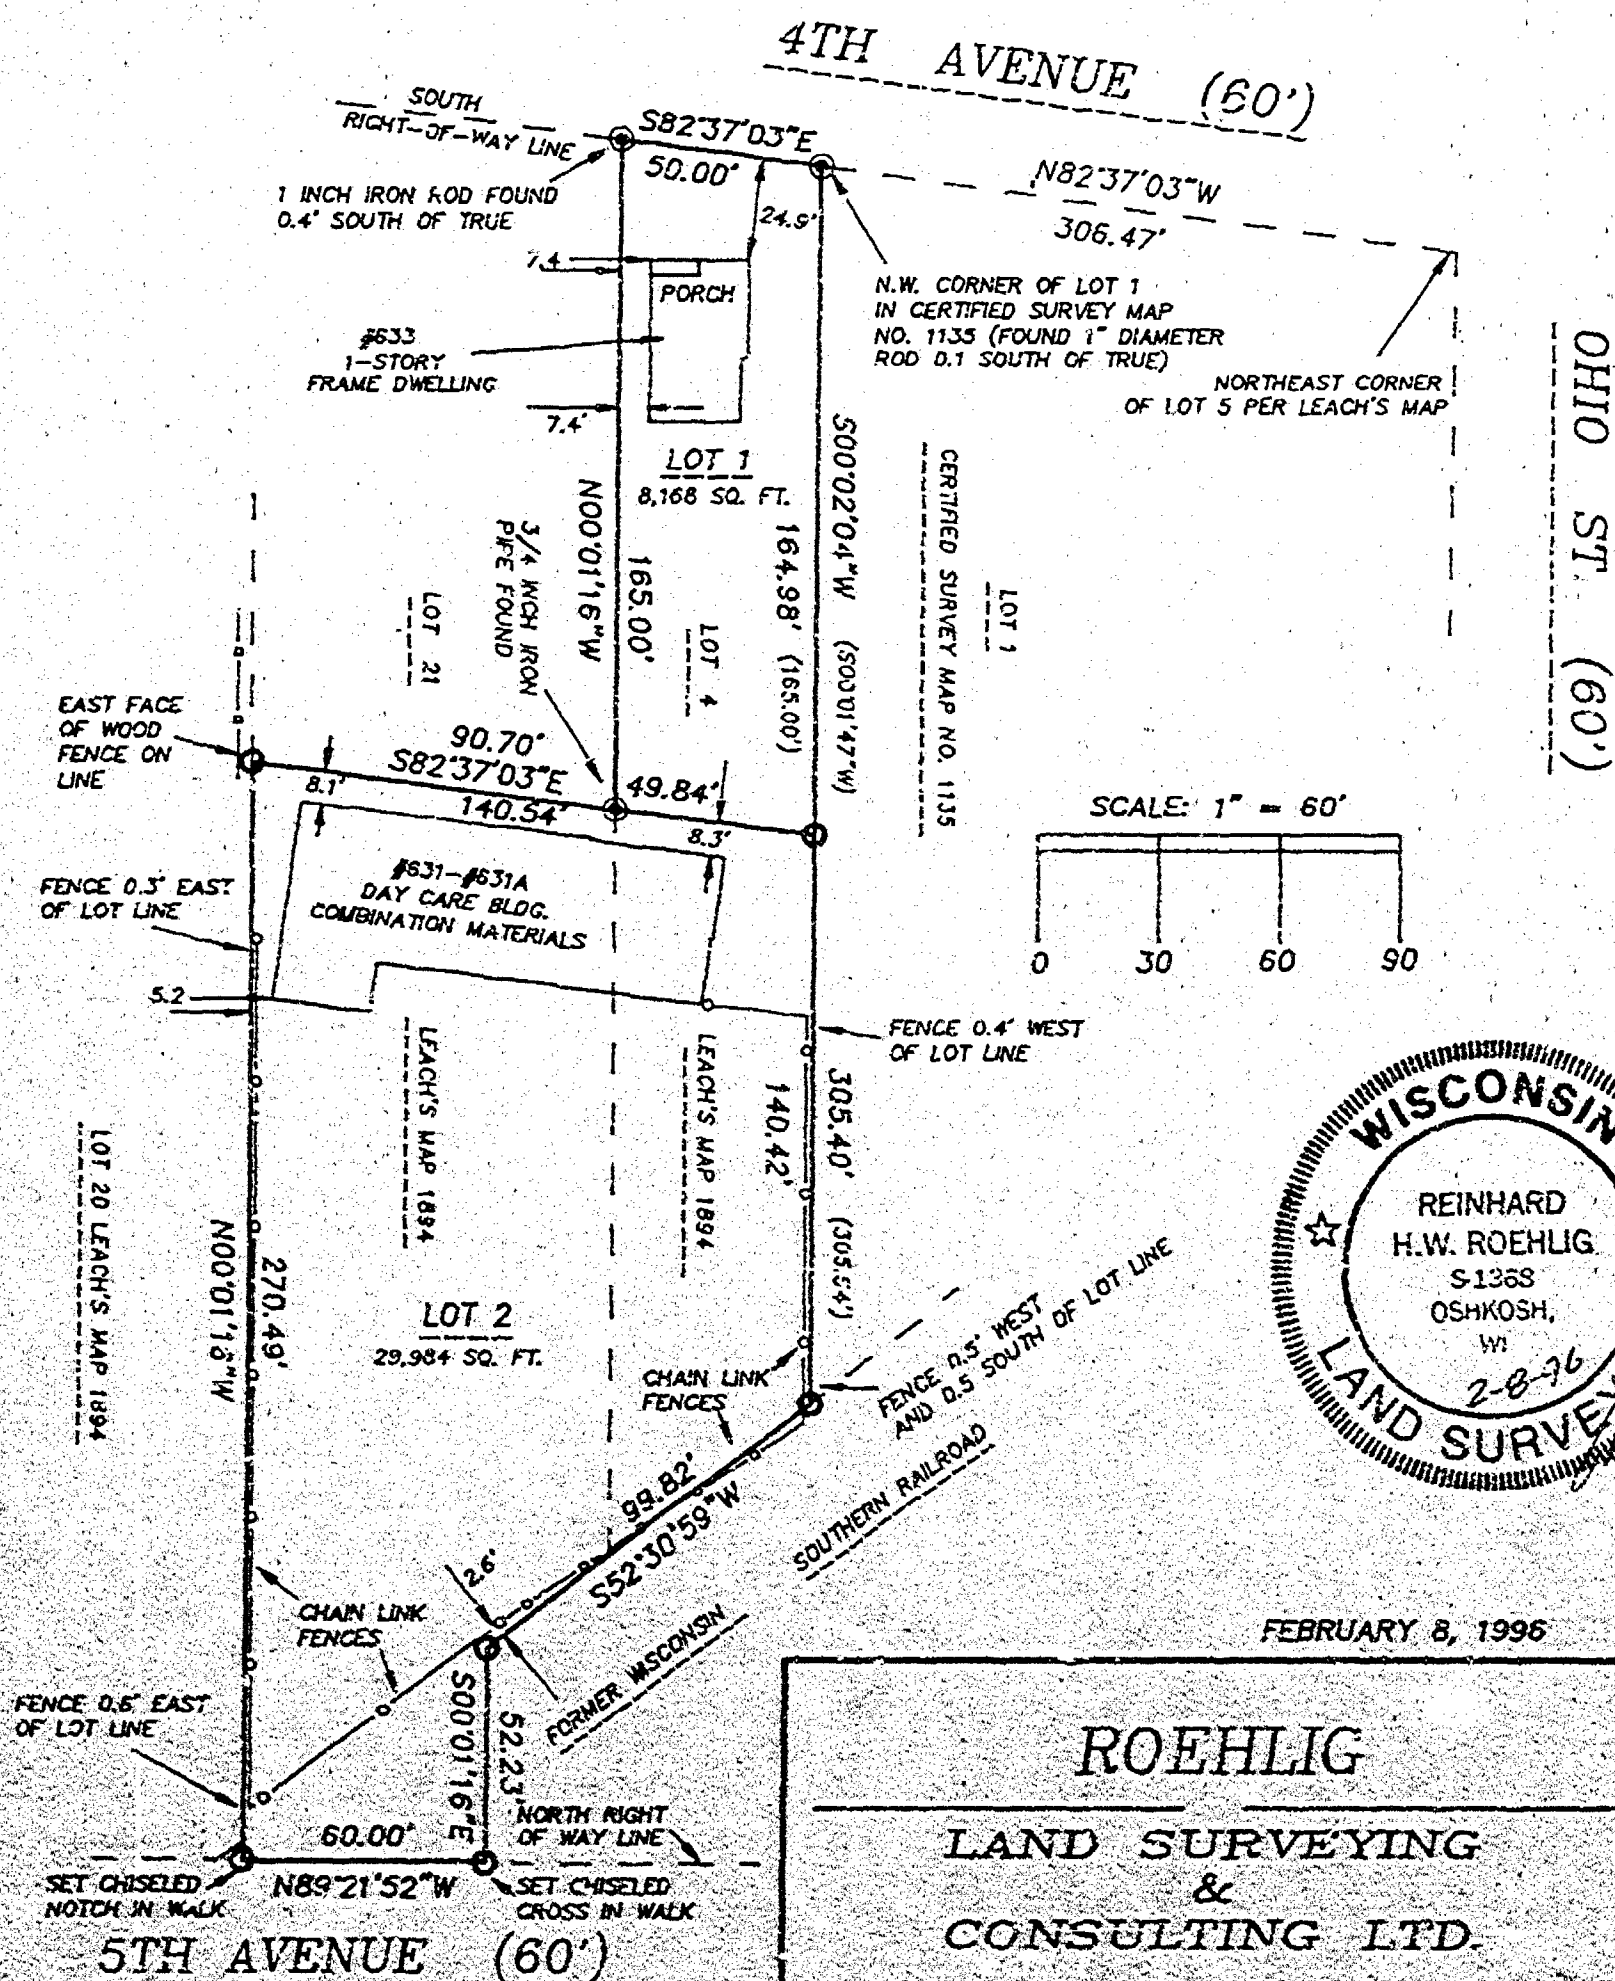 4TH AVENUE (60')
SOUTH
RIGHT-OF-WAY LINE
S82°37'03"E
50.00'
N82°37'03"W
306.47'
1 INCH IRON ROD FOUND
0.4' SOUTH OF TRUE
24.9'
7.4
PORCH
N.W. CORNER OF LOT 1
IN CERTIFIED SURVEY MAP
NO. 1135 (FOUND 1" DIAMETER
ROD 0.1 SOUTH OF TRUE)
#633
1-STORY
FRAME DWELLING
NORTHEAST CORNER
OF LOT 5 PER LEACH'S MAP
OHIO ST (60')
7.4'
LOT 1
8,168 SQ. FT.
N00°01'16"W
165.00'
3/4 INCH IRON
PIPE FOUND
LOT 21
LOT 4
S00°02'04"W (S00°01'47"W)
164.98' (165.00')
CERTIFIED SURVEY MAP NO. 1135
LOT 1
EAST FACE
OF WOOD
FENCE ON
LINE
90.70'
S82°37'03"E
140.54'
49.84'
8.1'
8.3'
SCALE: 1" = 60'
0 30 60 90
#631-#631A
DAY CARE BLDG.
COMBINATION MATERIALS
FENCE 0.3' EAST
OF LOT LINE
5.2
FENCE 0.4' WEST
OF LOT LINE
LEACH'S MAP 1894
LEACH'S MAP 1894
305.40' (305.54')
140.42'
LOT 20 LEACH'S MAP 1894
N00°01'16"W
270.49'
LOT 2
29,984 SQ. FT.
CHAIN LINK
FENCES
FENCE 0.5' WEST
AND 0.5 SOUTH OF LOT LINE
99.82'
S52°30'59"W
SOUTHERN RAILROAD
2.6'
CHAIN LINK
FENCES
FORMER WISCONSIN
FENCE 0.6' EAST
OF LOT LINE
S00°01'16"E
52.23'
NORTH RIGHT
OF WAY LINE
60.00'
N89°21'52"W
SET CHISELED
NOTCH IN WALK
SET CHISELED
CROSS IN WALK
5TH AVENUE (60')
WISCONSIN
REINHARD
H.W. ROEHLIG
S-1368
OSHKOSH,
WI
2-8-96
LAND SURVEY
FEBRUARY 8, 1996
ROEHLIG
LAND SURVEYING
&
CONSULTING LTD.